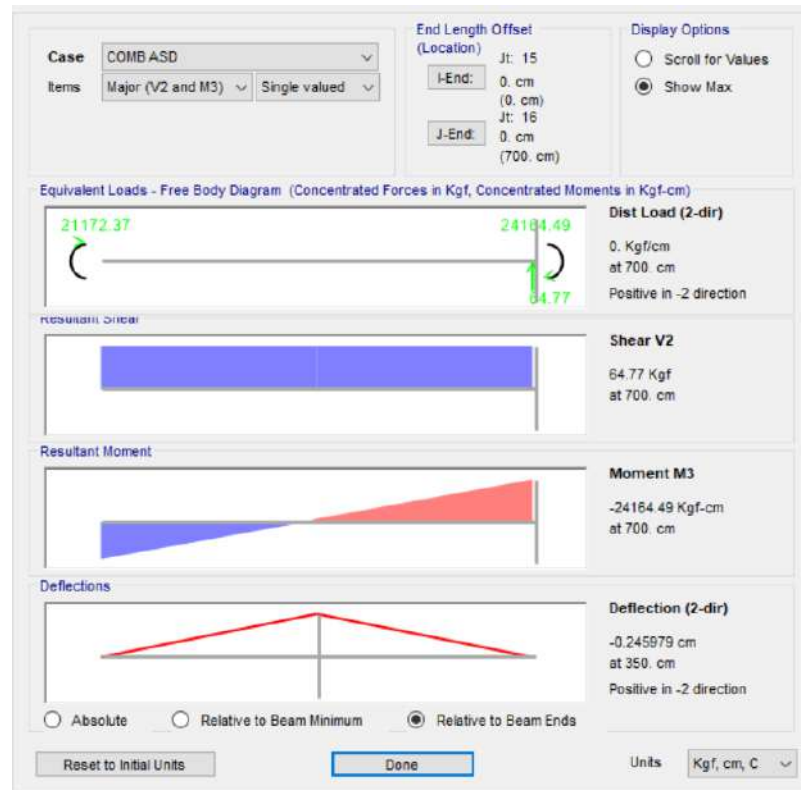 Case COMB ASD
Items Major (V2 and M3) Single valued
End Length Offset
(Location)
Jt: 15
I-End: 0. cm
(0. cm)
Jt: 16
J-End: 0. cm
(700. cm)
Display Options
Scroll for Values
Show Max
Equivalent Loads - Free Body Diagram (Concentrated Forces in Kgf, Concentrated Moments in Kgf-cm)
21172.37
24164.49
64.77
Dist Load (2-dir)
0. Kgf/cm
at 700. cm
Positive in -2 direction
Resultant Shear
Shear V2
64.77 Kgf
at 700. cm
Resultant Moment
Moment M3
-24164.49 Kgf-cm
at 700. cm
Deflections
Deflection (2-dir)
-0.245979 cm
at 350. cm
Positive in -2 direction
Absolute Relative to Beam Minimum Relative to Beam Ends
Reset to Initial Units Done Units Kgf, cm, C